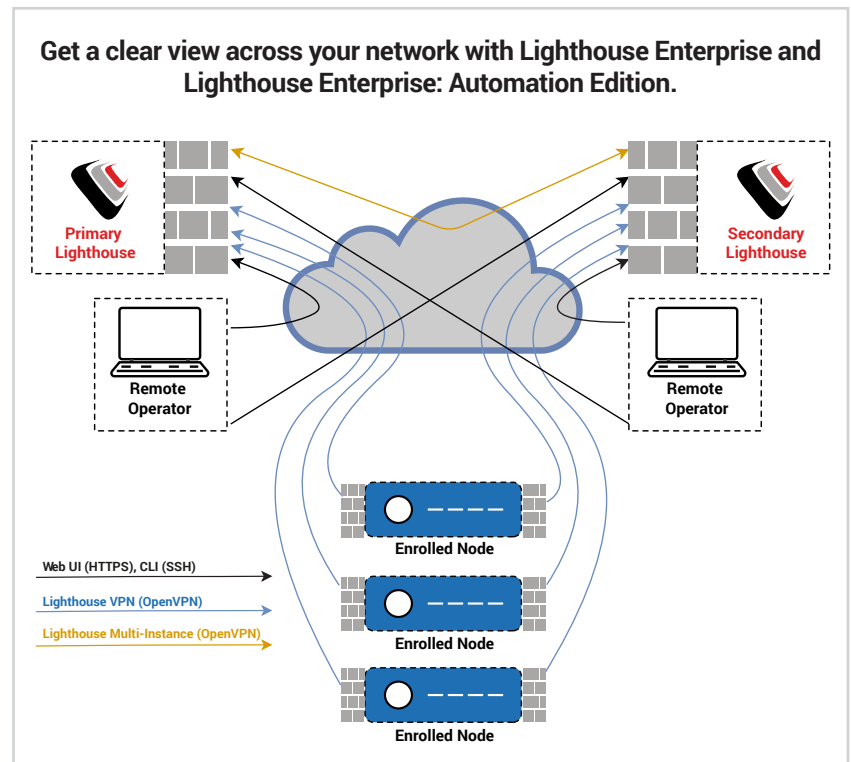 Get a clear view across your network with Lighthouse Enterprise and
Lighthouse Enterprise: Automation Edition.
Primary
Lighthouse
Secondary
Lighthouse
Remote
Operator
Remote
Operator
Enrolled Node
Web UI (HTTPS), CLI (SSH)
Lighthouse VPN (OpenVPN)
Lighthouse Multi-Instance (OpenVPN)
Enrolled Node
Enrolled Node